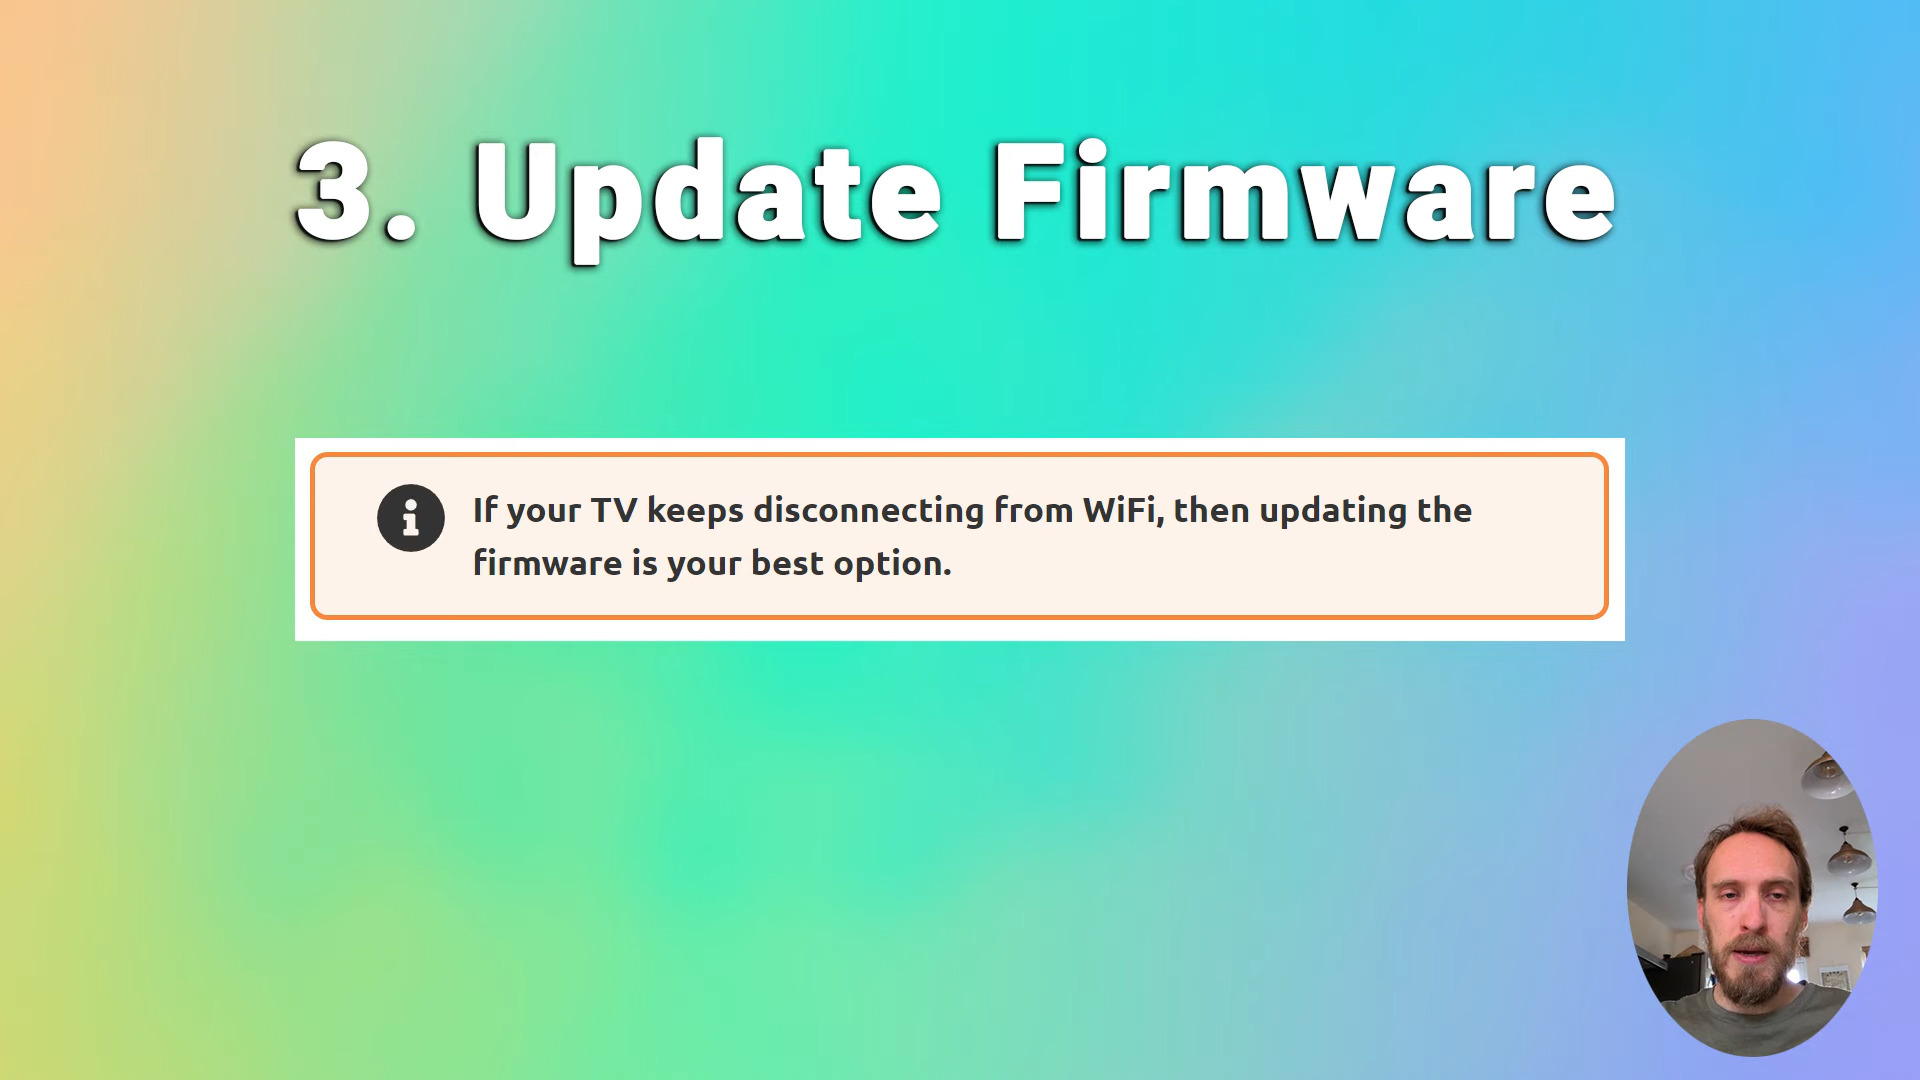 3. Update Firmware
If your TV keeps disconnecting from WiFi, then updating the
firmware is your best option.